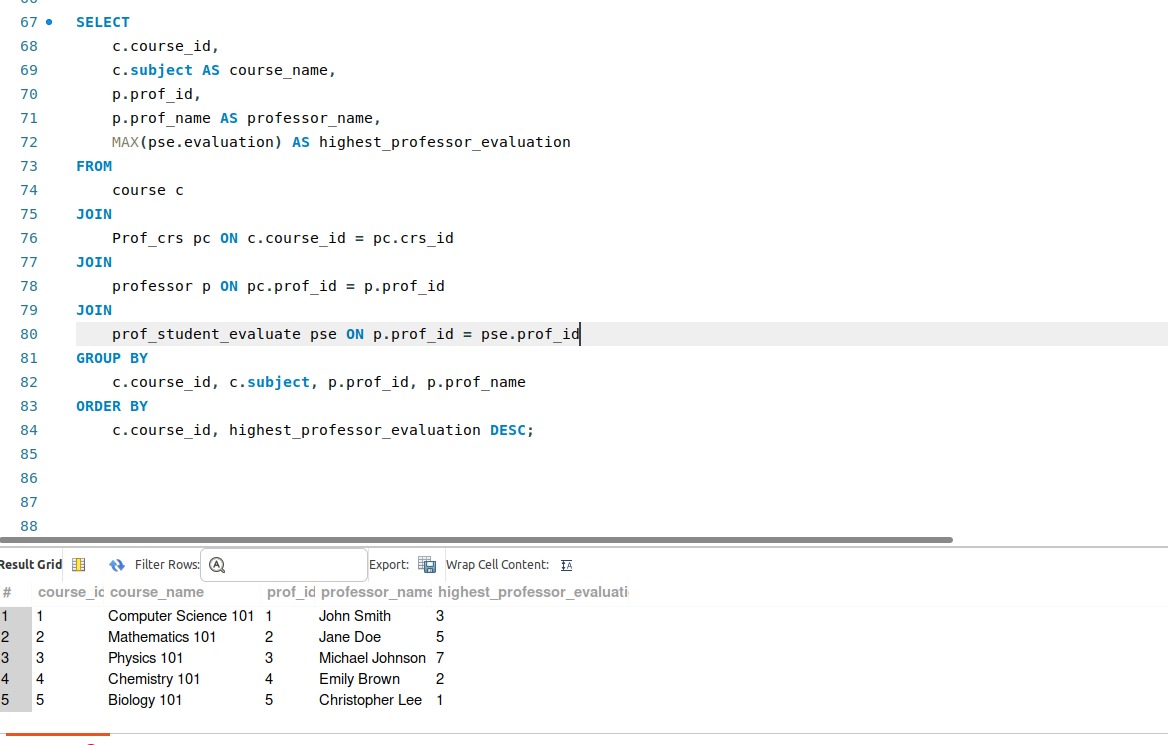 67 SELECT
68 c.course_id,
69 c.subject AS course_name,
70 p.prof_id,
71 p.prof_name AS professor_name,
72 MAX(pse.evaluation) AS highest_professor_evaluation
73 FROM
74 course c
75 JOIN
76 Prof_crs pc ON c.course_id = pc.crs_id
77 JOIN
78 professor p ON pc.prof_id = p.prof_id
79 JOIN
80 prof_student_evaluate pse ON p.prof_id = pse.prof_id
81 GROUP BY
82 c.course_id, c.subject, p.prof_id, p.prof_name
83 ORDER BY
84 c.course_id, highest_professor_evaluation DESC;
85
86
87
88
Result Grid Filter Rows: Export: Wrap Cell Content:
# course_id course_name prof_id professor_name highest_professor_evaluati
1 1 Computer Science 101 1 John Smith 3
2 2 Mathematics 101 2 Jane Doe 5
3 3 Physics 101 3 Michael Johnson 7
4 4 Chemistry 101 4 Emily Brown 2
5 5 Biology 101 5 Christopher Lee 1